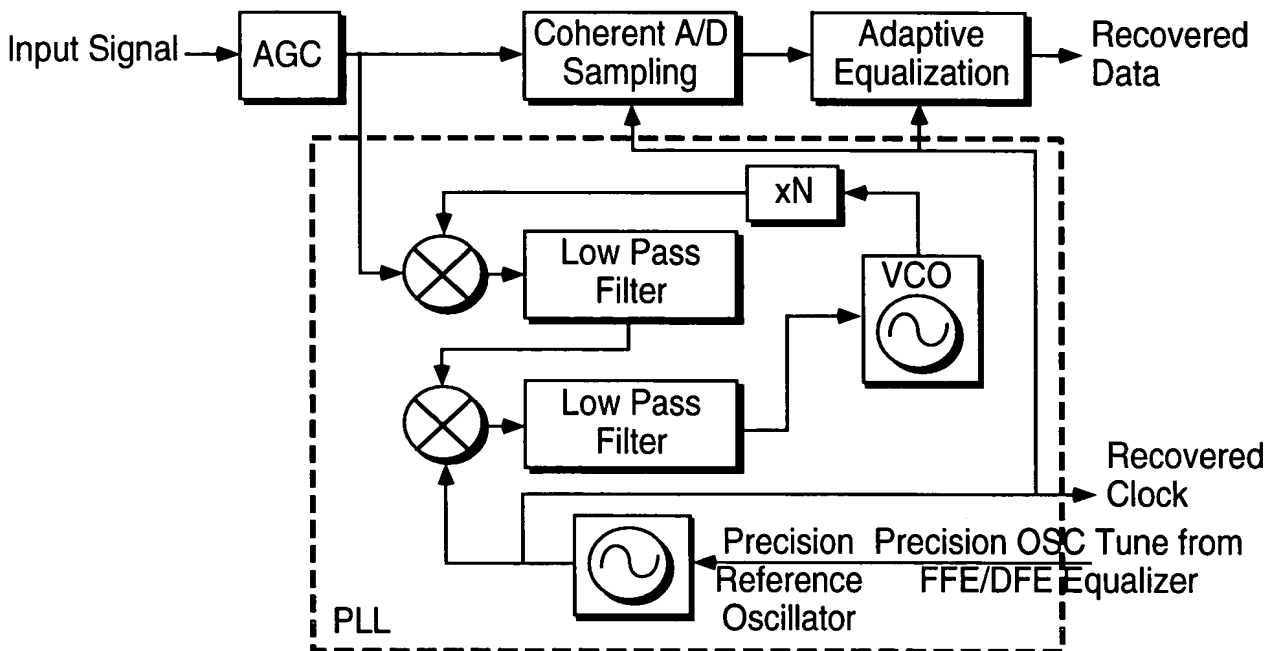 Input Signal
AGC
Coherent A/D
Sampling
Adaptive
Equalization
Recovered
Data
xN
Low Pass
Filter
VCO
Low Pass
Filter
Recovered
Clock
Precision
Reference
Oscillator
Precision OSC Tune from
FFE/DFE Equalizer
PLL